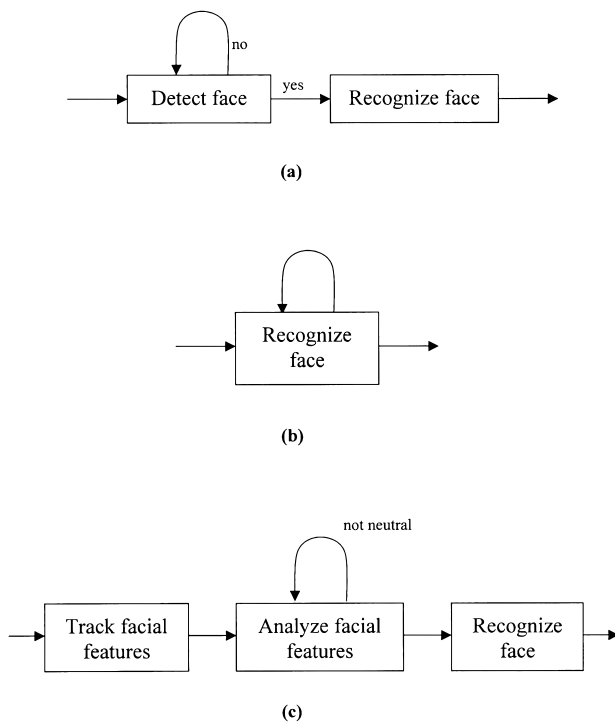 no
Detect face
yes
Recognize face
(a)
Recognize
face
(b)
not neutral
Track facial
features
Analyze facial
features
Recognize
face
(c)